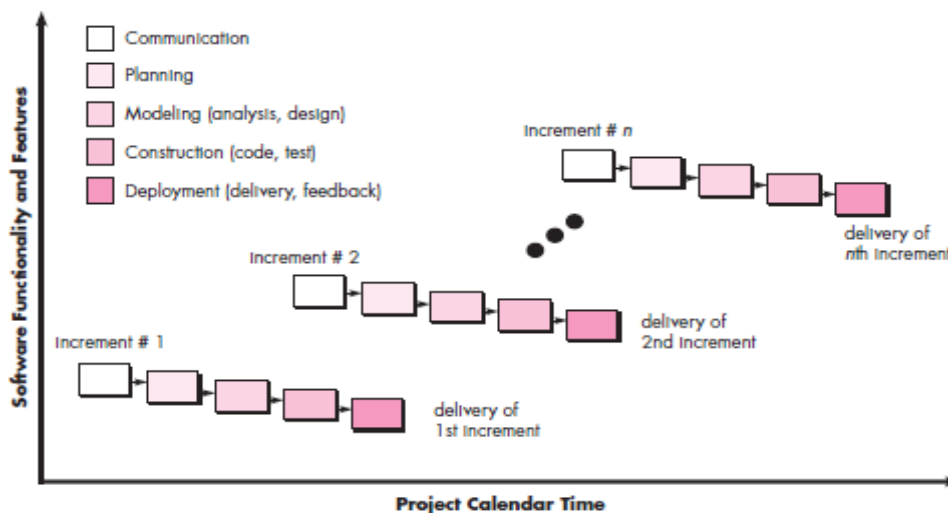 Communication
Planning
Modeling (analysis, design)
Construction (code, test)
Deployment (delivery, feedback)
Increment # n
delivery of
nth Increment
Increment # 2
delivery of
2nd Increment
Increment # 1
delivery of
1st Increment
Software Functionality and Features
Project Calendar Time